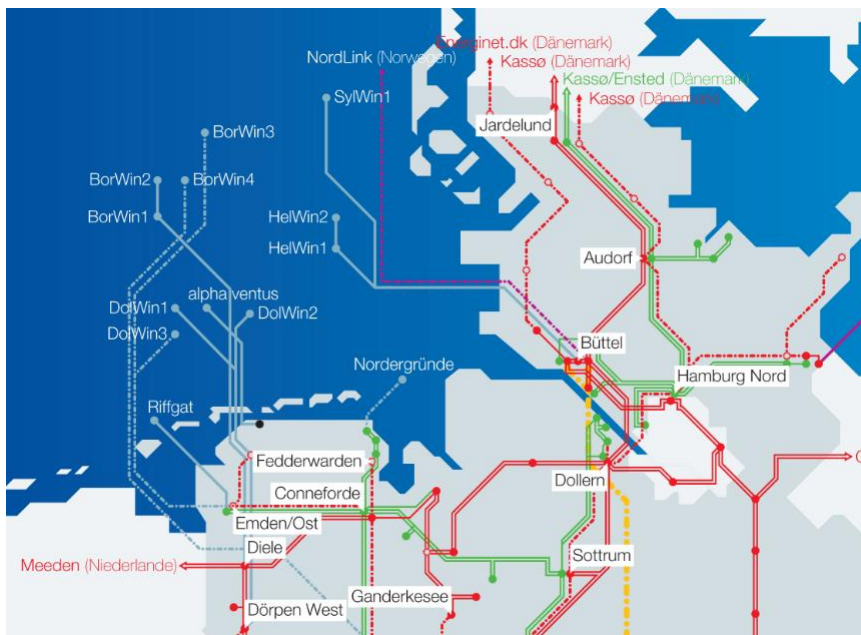 Energinet.dk (Dänemark)
NordLink (Norwegen)
Kassø (Dänemark)
Kassø/Ensted (Dänemark)
SylWin1
Kassø (Dänemark)
Jardelund
BorWin3
BorWin2
BorWin4
BorWin1
HelWin2
HelWin1
Audorf
alpha ventus
DolWin1
DolWin2
DolWin3
Büttel
Nordergründe
Hamburg Nord
Riffgat
Fedderwarden
Dollern
Conneforde
Emden/Ost
Diele
Sottrum
Meeden (Niederlande)
Ganderkesee
Dörpen West